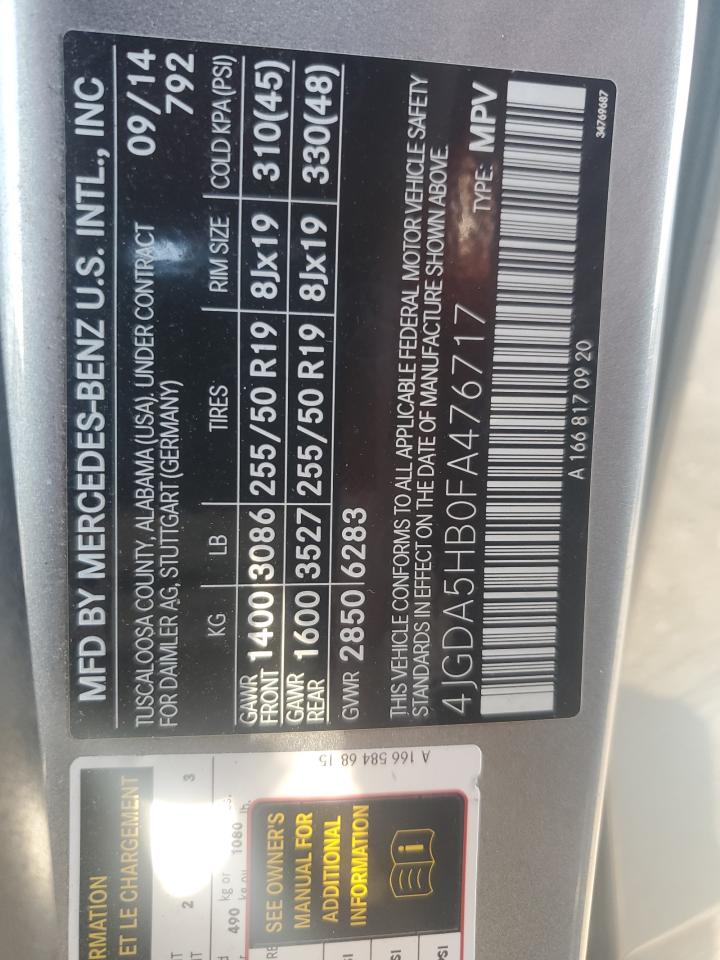 MFD BY MERCEDES-BENZ U.S. INTL., INC
TUSCALOOSA COUNTY, ALABAMA (USA), UNDER CONTRACT 09/14
FOR DAIMLER AG, STUTTGART (GERMANY) 792
KG LB TIRES RIM SIZE COLD KPA(PSI)
GAWR FRONT 1400 3086 255/50 R19 8Jx19 310(45)
GAWR REAR 1600 3527 255/50 R19 8Jx19 330(48)
GVWR 2850 6283
THIS VEHICLE CONFORMS TO ALL APPLICABLE FEDERAL MOTOR VEHICLE SAFETY
STANDARDS IN EFFECT ON THE DATE OF MANUFACTURE SHOWN ABOVE.
4JGDA5HB0FA476717 TYPE: MPV
A 166 817 09 20
34769687
RMATION
ET LE CHARGEMENT
2 3
490 kg or 1080 lb.
A 166 584 68 15
SEE OWNER'S
MANUAL FOR
ADDITIONAL
INFORMATION